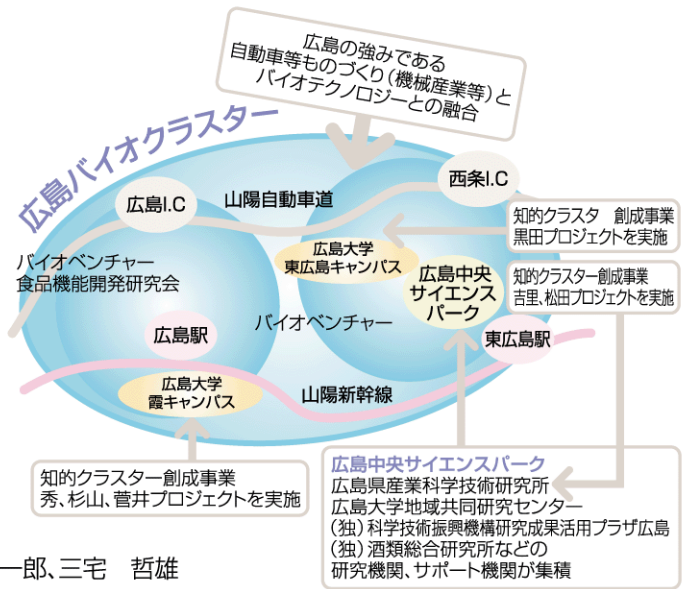 広島の強みである
自動車等ものづくり（機械産業等）と
バイオテクノロジーとの融合
広島バイオクラスター
西条I.C
広島I.C
山陽自動車道
知的クラスタ　創成事業
黒田プロジェクトを実施
広島大学
東広島キャンパス
バイオベンチャー
食品機能開発研究会
広島中央
サイエンス
パーク
知的クラスター創成事業
吉里、松田プロジェクトを実施
バイオベンチャー
広島駅
東広島駅
広島大学
霞キャンパス
山陽新幹線
知的クラスター創成事業
秀、杉山、菅井プロジェクトを実施
広島中央サイエンスパーク
広島県産業科学技術研究所
広島大学地域共同研究センター
（独）科学技術振興機構研究成果活用プラザ広島
（独）酒類総合研究所などの
研究機関、サポート機関が集積
一郎、三宅　哲雄